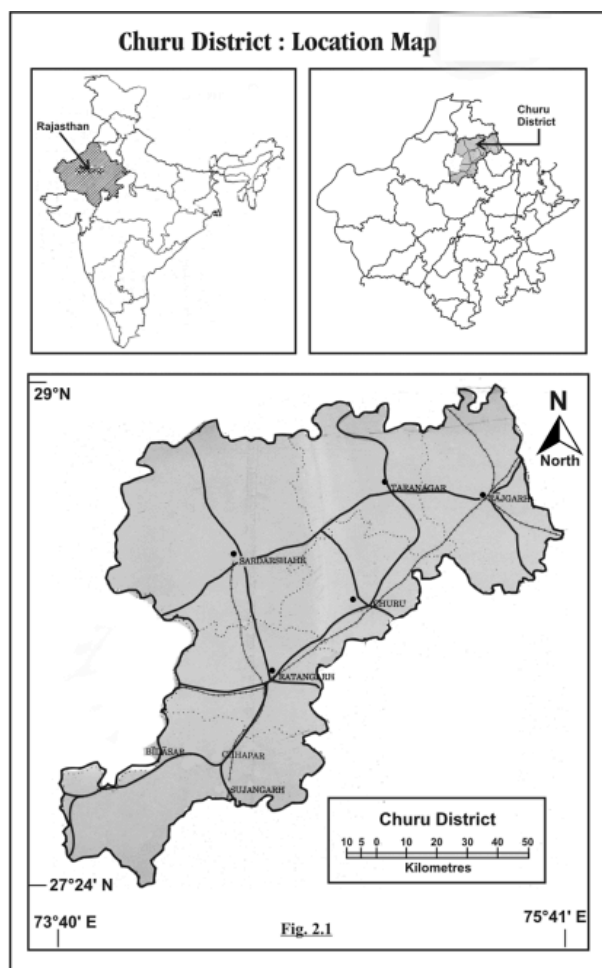 Churu District : Location Map
Rajasthan
Churu
District
29°N
N
North
TARANAGAR
RAJGARH
SARDARSHAHR
CHURU
RATANGARH
BIDASAR
CHHAPAR
SUJANGARH
Churu District
10 5 0 10 20 30 40 50
Kilometres
27°24' N
73°40' E
75°41' E
Fig. 2.1